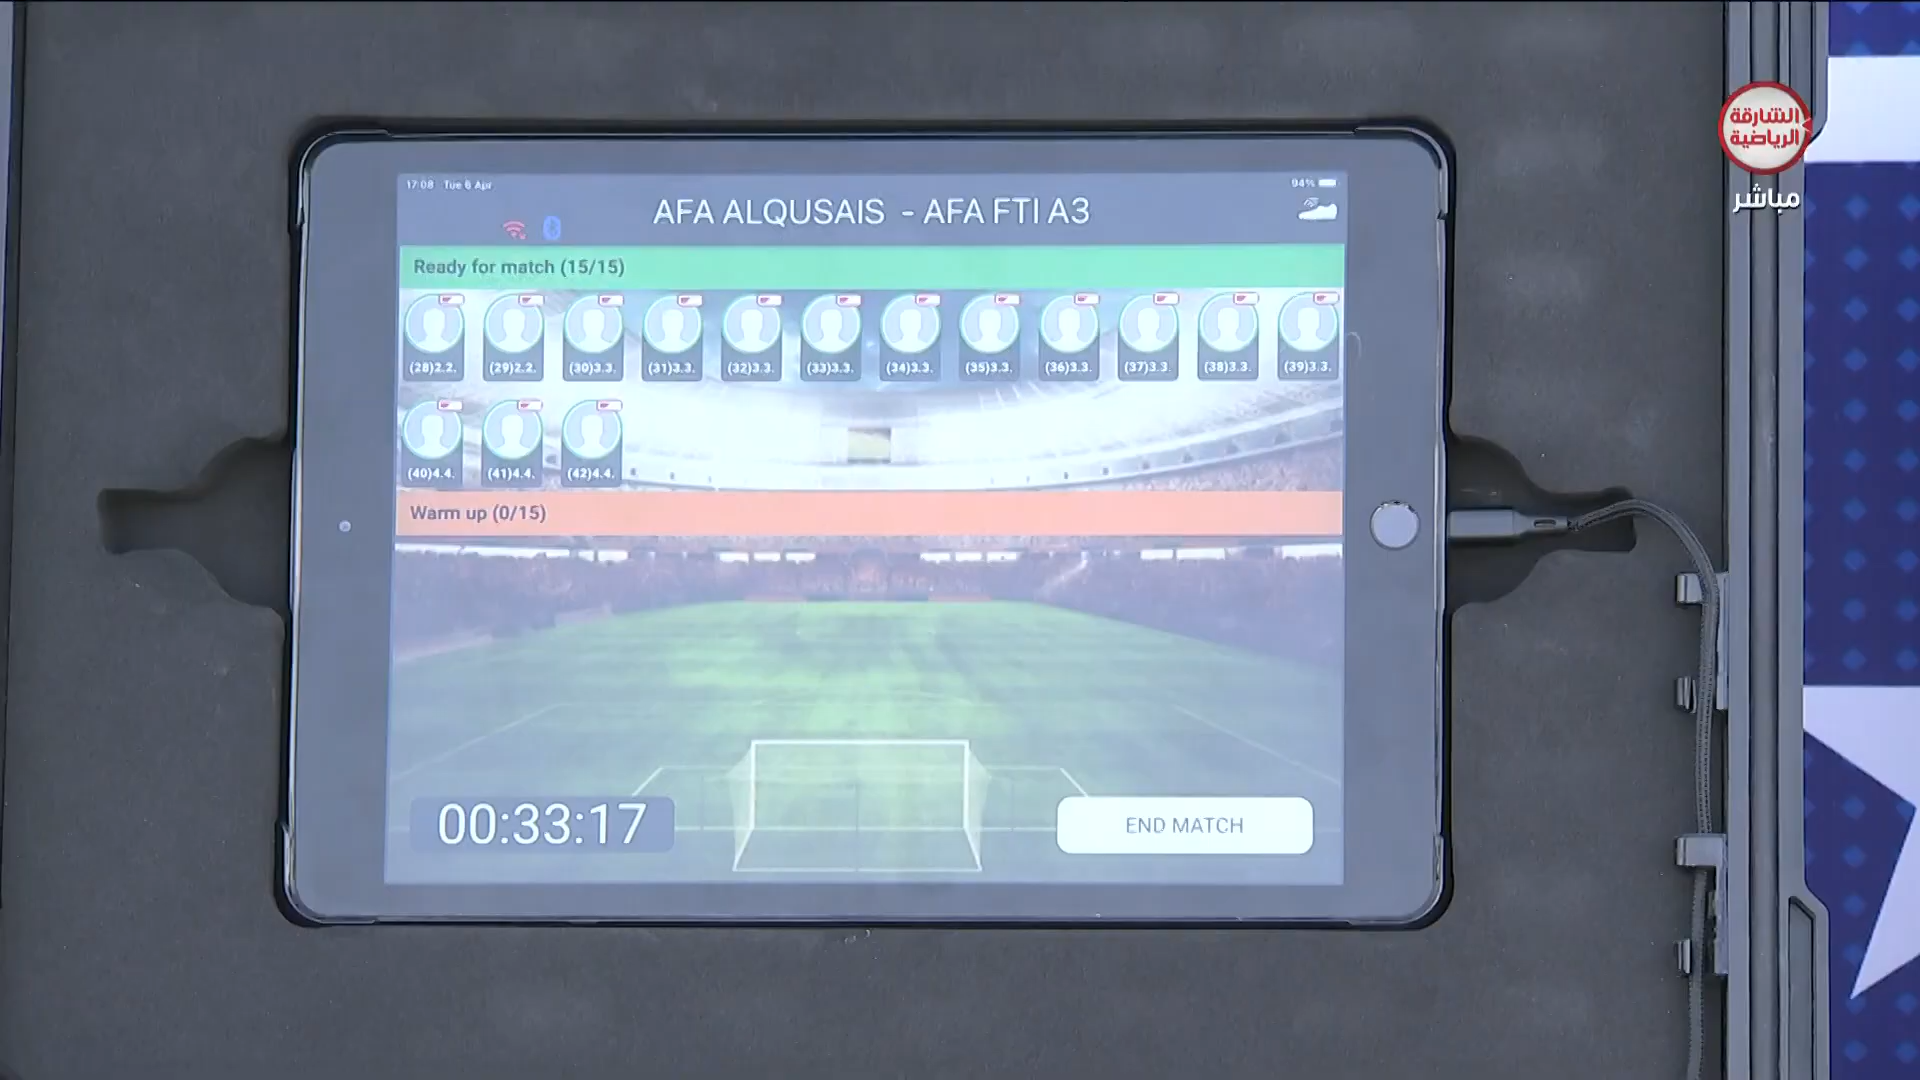 17:08 Tue 6 Apr
94%
AFA ALQUSAIS - AFA FTI A3
Ready for match (15/15)
(28)2.2. (29)2.2. (30)3.3. (31)3.3. (32)3.3. (33)3.3. (34)3.3. (35)3.3. (36)3.3. (37)3.3. (38)3.3. (39)3.3.
(40)4.4. (41)4.4. (42)4.4.
Warm up (0/15)
00:33:17
END MATCH
الشارقة
الرياضية
مباشر